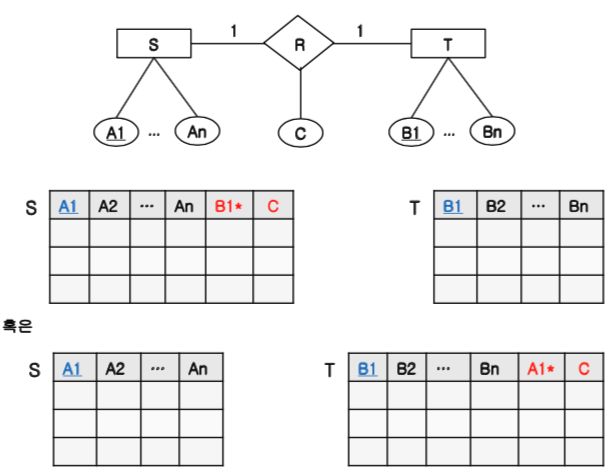 S 1 R 1 T
A1 ... An C B1 ... Bn
S A1 A2 ... An B1* C
T B1 B2 ... Bn
혹은
S A1 A2 ... An
T B1 B2 ... Bn A1* C